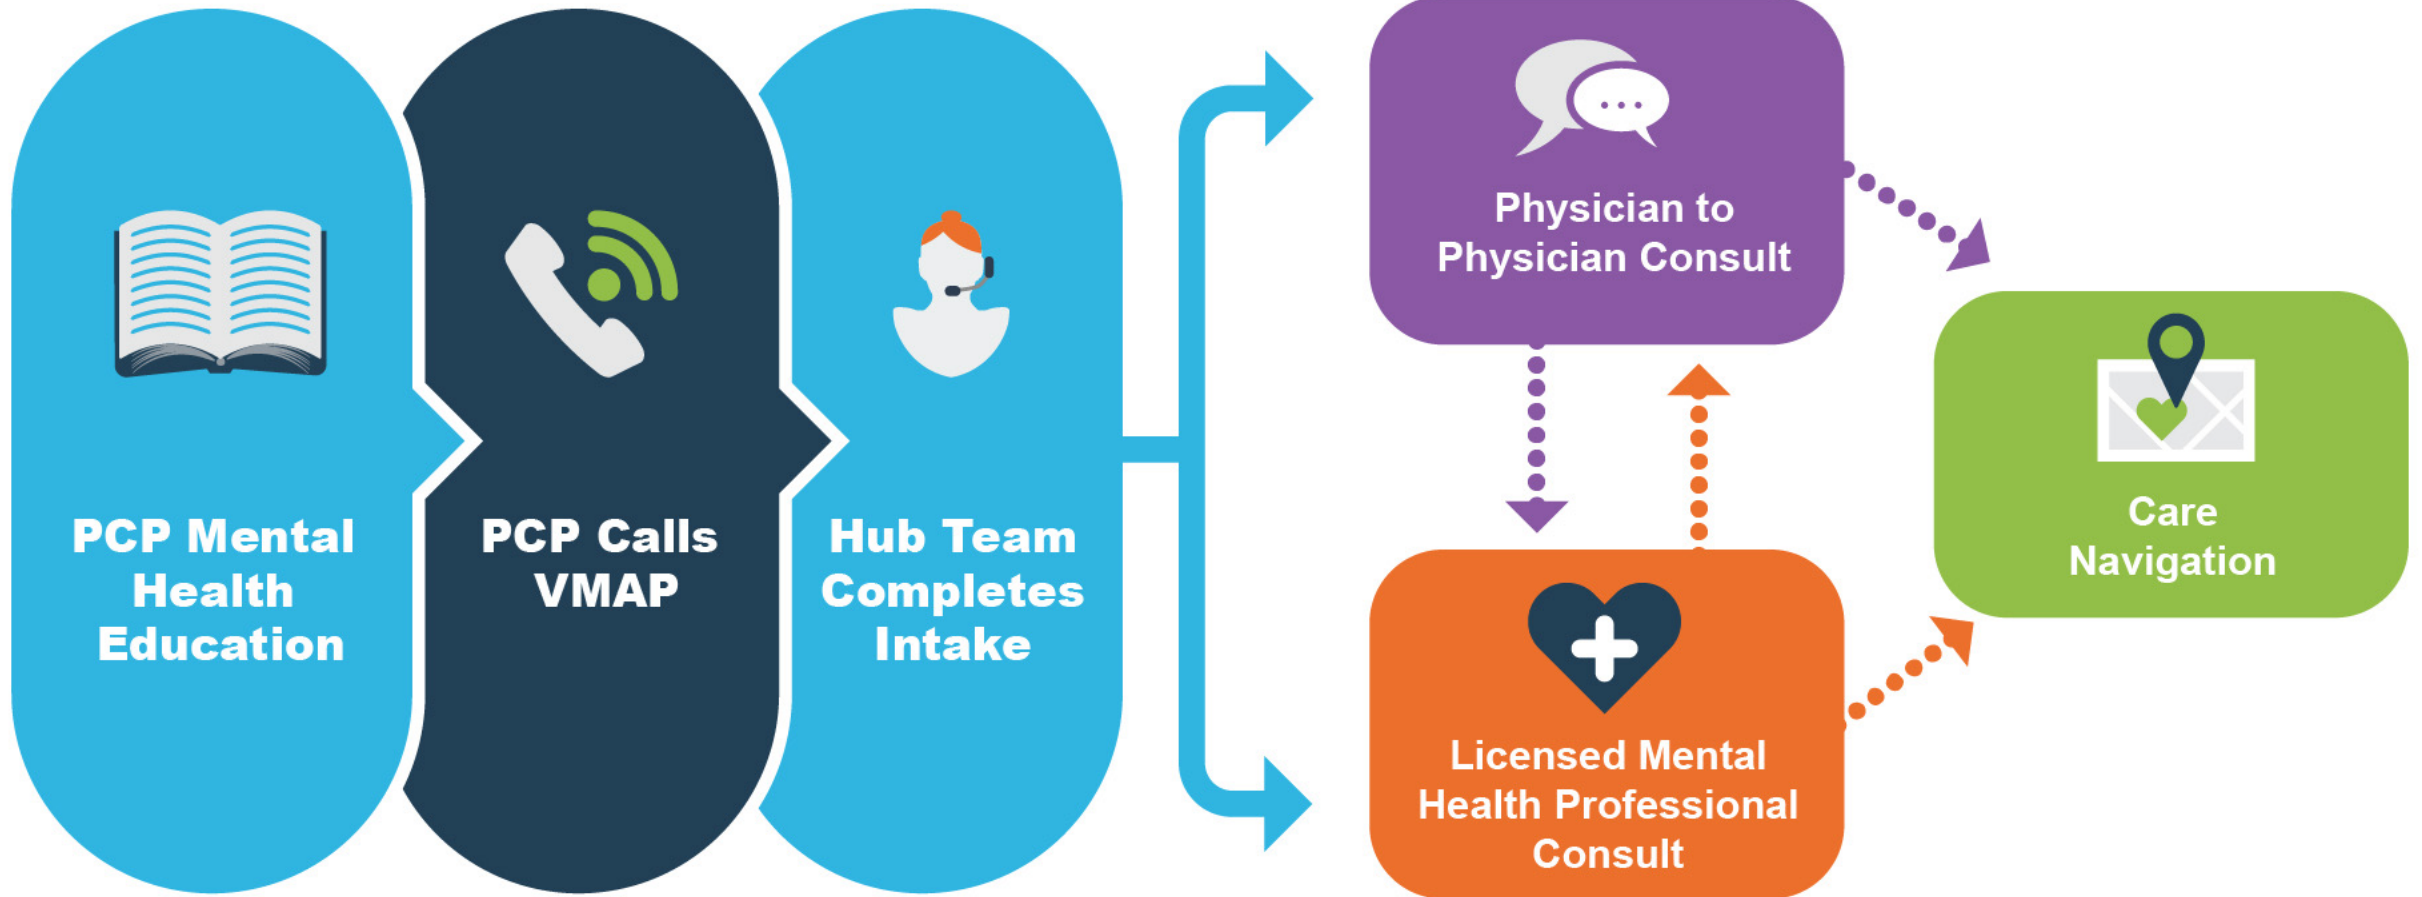 PCP Mental
Health
Education
PCP Calls
VMAP
Hub Team
Completes
Intake
Physician to
Physician Consult
Licensed Mental
Health Professional
Consult
Care
Navigation